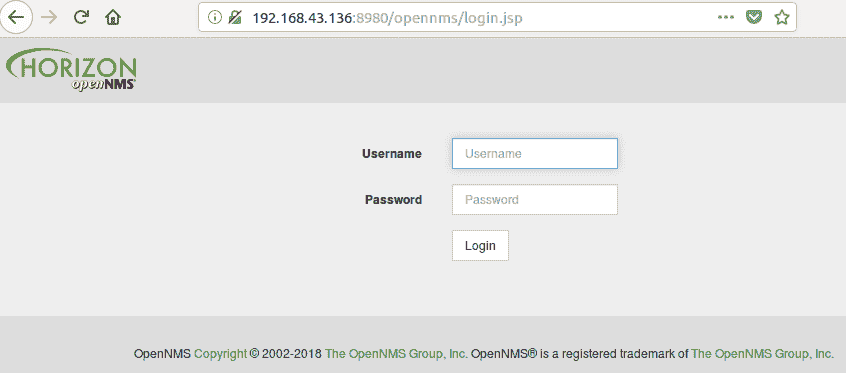 192.168.43.136:8980/opennms/login.jsp
HORIZON
openNMS
Username
Username
Password
Password
Login
OpenNMS Copyright © 2002-2018 The OpenNMS Group, Inc. OpenNMS® is a registered trademark of The OpenNMS Group, Inc.